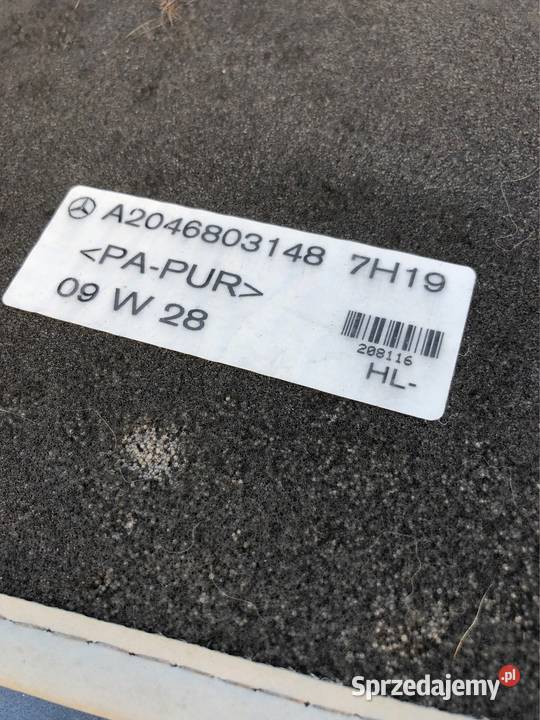 A2046803148 7H19
<PA-PUR>
09 W 28
208116
HL-
Sprzedajemy.pl